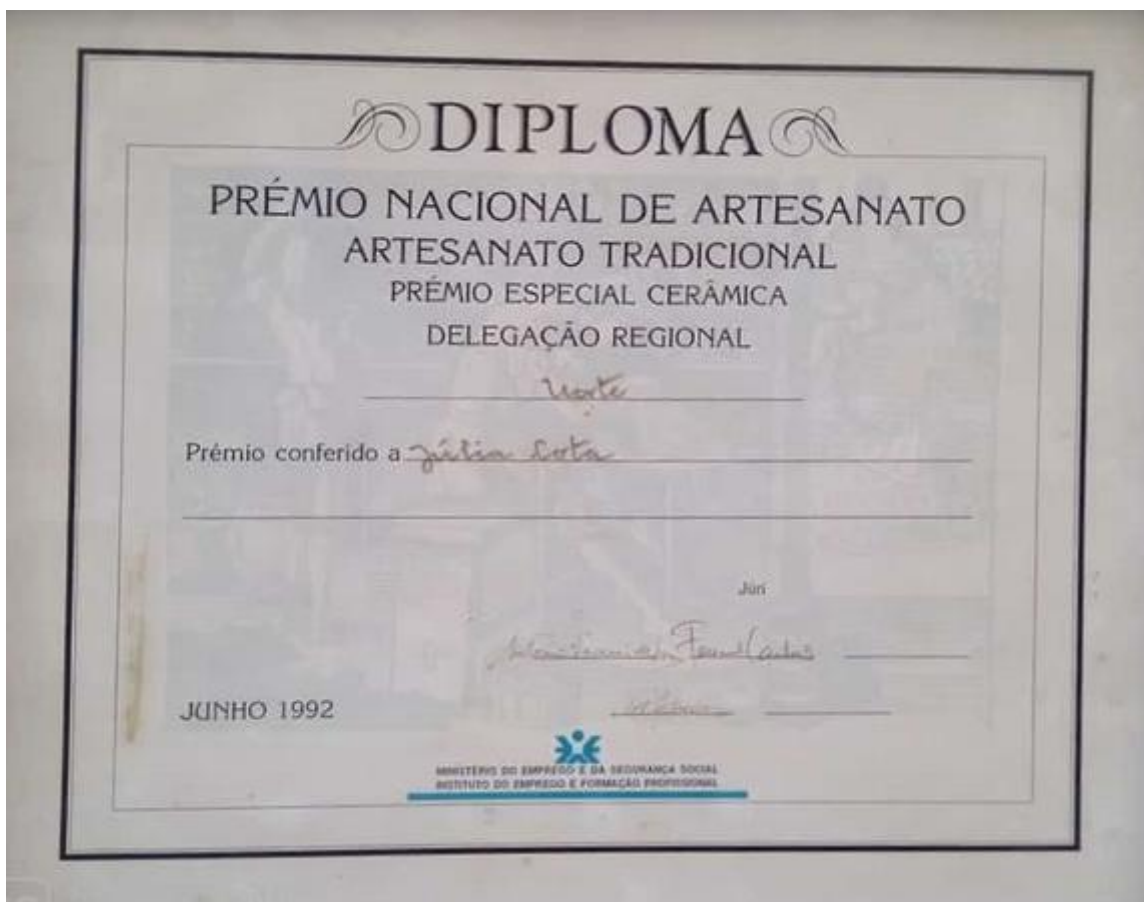 DIPLOMA
PRÉMIO NACIONAL DE ARTESANATO
ARTESANATO TRADICIONAL
PRÉMIO ESPECIAL CERÂMICA
DELEGAÇÃO REGIONAL
Norte
Prémio conferido a Júlia Cota
Júri
JUNHO 1992
MINISTÉRIO DO EMPREGO E DA SEGURANÇA SOCIAL
INSTITUTO DO EMPREGO E FORMAÇÃO PROFISSIONAL